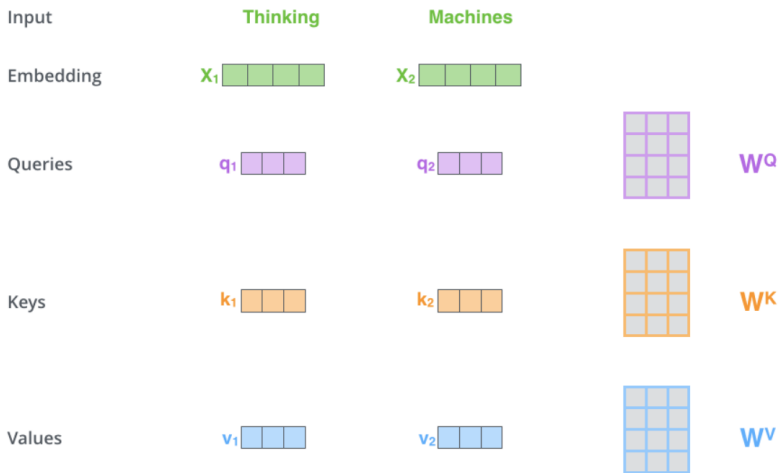 Input Thinking Machines
Embedding X1 X2
Queries q1 q2 WQ
Keys k1 k2 WK
Values v1 v2 WV